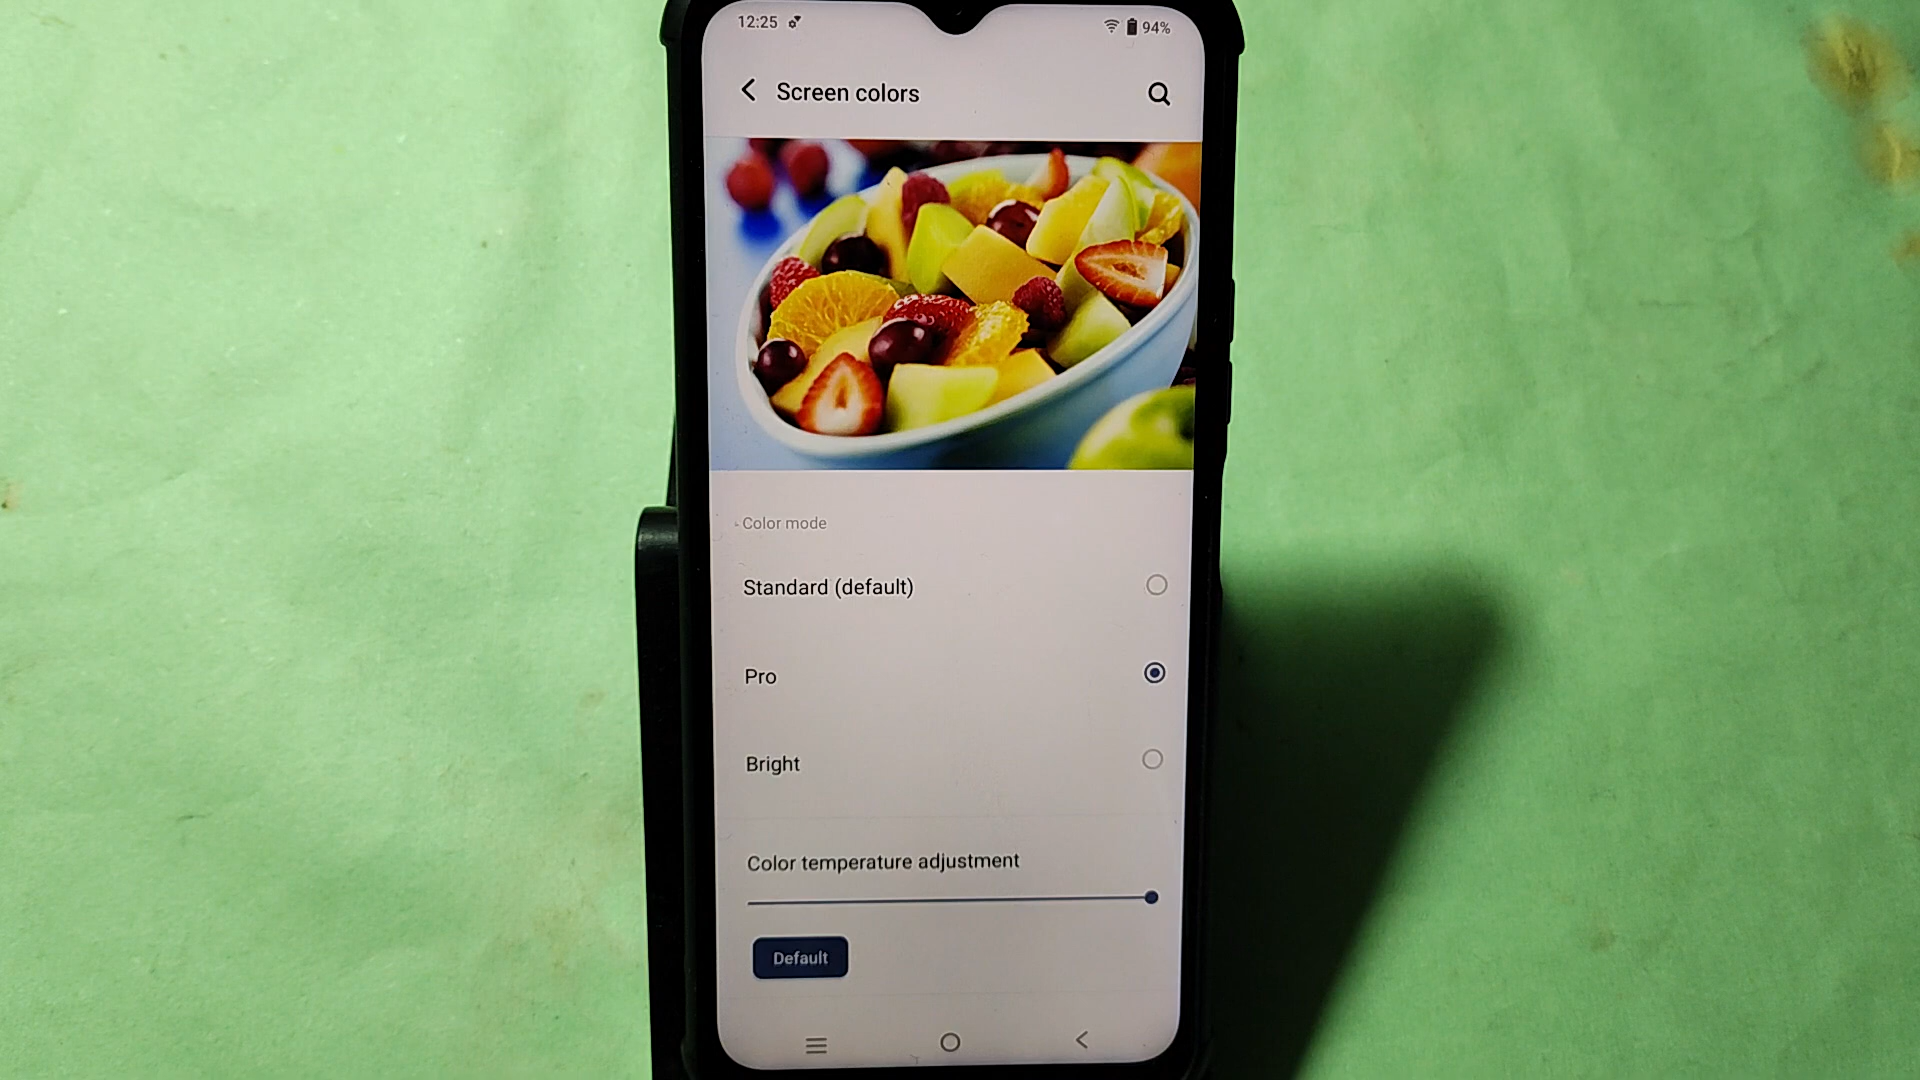 12:25 94%
Screen colors
Color mode
Standard (default)
Pro
Bright
Color temperature adjustment
Default